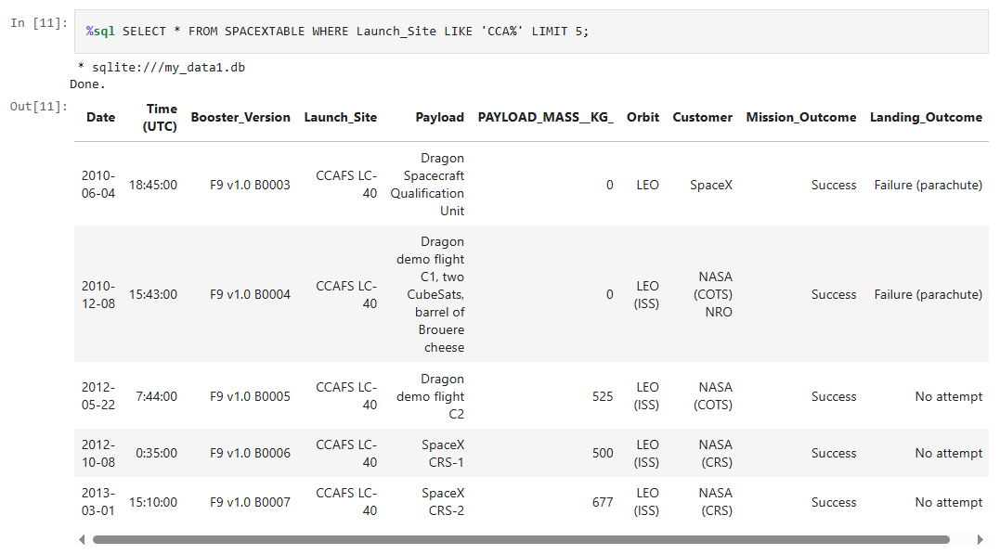 In [11]: %sql SELECT * FROM SPACEXTABLE WHERE Launch_Site LIKE 'CCA%' LIMIT 5;
* sqlite:///my_data1.db
Done.
Out[11]:
Date Time (UTC) Booster_Version Launch_Site Payload PAYLOAD_MASS__KG_ Orbit Customer Mission_Outcome Landing_Outcome
2010-06-04 18:45:00 F9 v1.0 B0003 CCAFS LC-40 Dragon Spacecraft Qualification Unit 0 LEO SpaceX Success Failure (parachute)
2010-12-08 15:43:00 F9 v1.0 B0004 CCAFS LC-40 Dragon demo flight C1, two CubeSats, barrel of Brouere cheese 0 LEO (ISS) NASA (COTS) NRO Success Failure (parachute)
2012-05-22 7:44:00 F9 v1.0 B0005 CCAFS LC-40 Dragon demo flight C2 525 LEO (ISS) NASA (COTS) Success No attempt
2012-10-08 0:35:00 F9 v1.0 B0006 CCAFS LC-40 SpaceX CRS-1 500 LEO (ISS) NASA (CRS) Success No attempt
2013-03-01 15:10:00 F9 v1.0 B0007 CCAFS LC-40 SpaceX CRS-2 677 LEO (ISS) NASA (CRS) Success No attempt